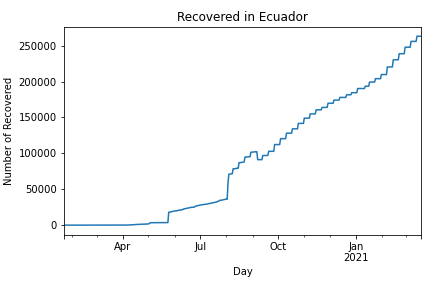 Recovered in Ecuador
250000
200000
150000
100000
50000
0
Number of Recovered
Apr
Jul
Oct
Jan
2021
Day